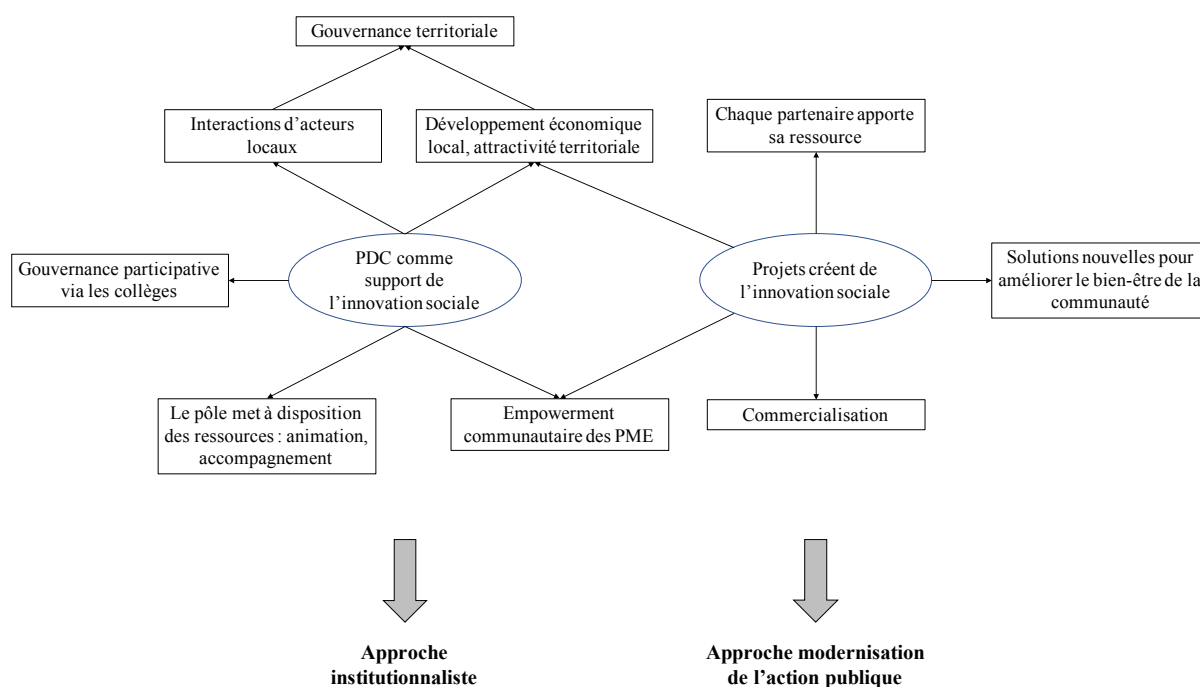 Gouvernance territoriale
Interactions d’acteurs
locaux
Développement économique
local, attractivité territoriale
Chaque partenaire apporte
sa ressource
Gouvernance participative
via les collèges
PDC comme
support de
l’innovation sociale
Projets créent de
l’innovation sociale
Solutions nouvelles pour
améliorer le bien-être de la
communauté
Le pôle met à disposition
des ressources : animation,
accompagnement
Empowerment
communautaire des PME
Commercialisation
Approche
institutionnaliste
Approche modernisation
de l’action publique